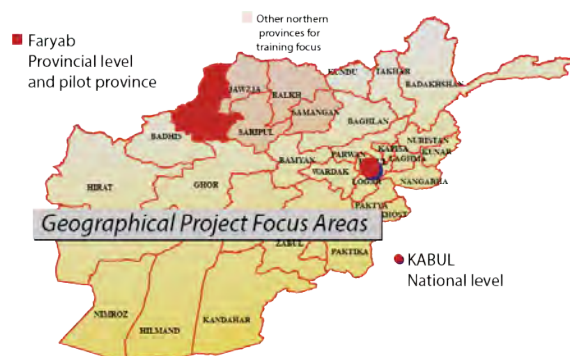 Other northern
provinces for
training focus
Faryab
Provincial level
and pilot province
KUNDU
TAKHAR
BADAKHSHAN
JAWZJA
BALKH
SAMANGAN
BADHIS
SARIPUL
BAGHLAN
NURISTAN
KAPISA
KUNAR
PARWAN
LAGHMA
BAMYAN
WARDAK
LOGAR
NANGARHA
HIRAT
GHOR
PAKTYA
KHOST
Geographical Project Focus Areas
ZABUL
PAKTIKA
KABUL
National level
NIMROZ
HILMAND
KANDAHAR